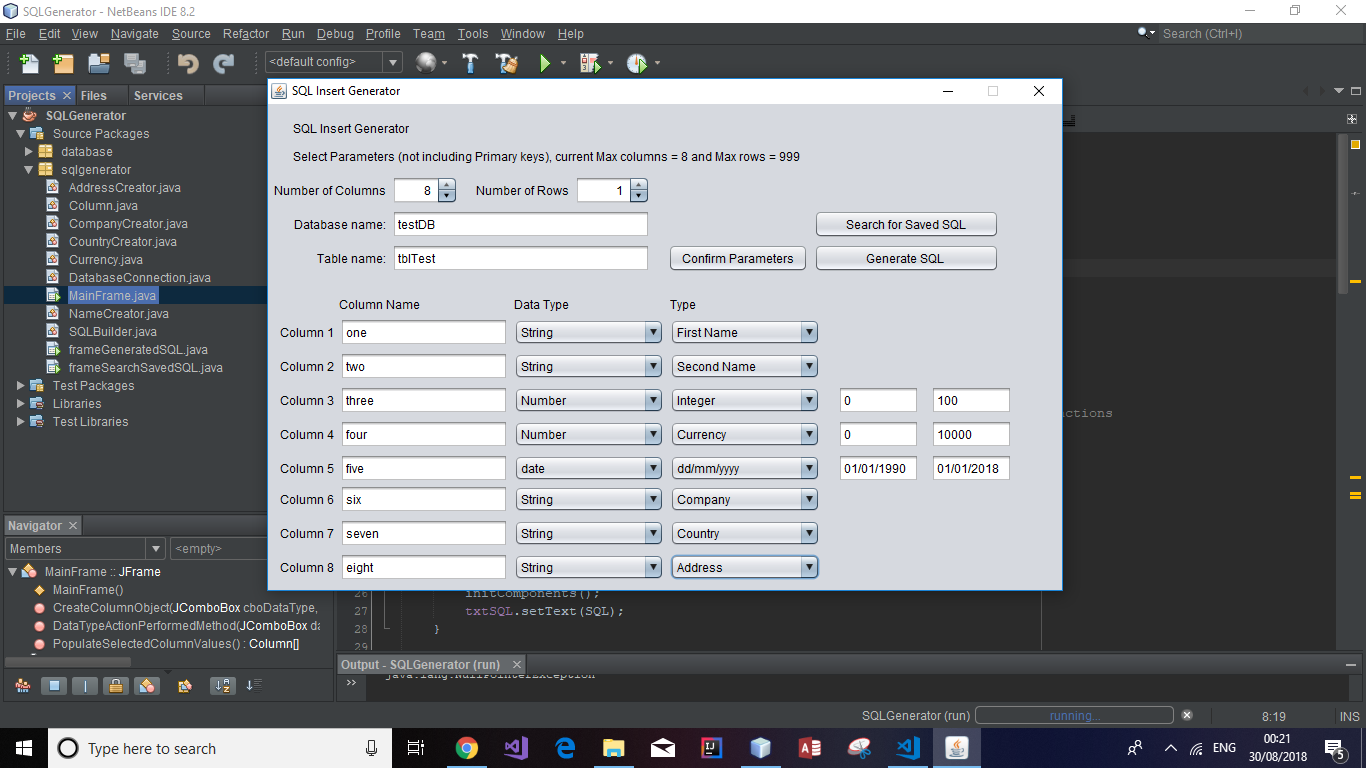 SQLGenerator - NetBeans IDE 8.2
File Edit View Navigate Source Refactor Run Debug Profile Team Tools Window Help
Search (Ctrl+I)
<default config>
Projects Files Services
SQLGenerator
Source Packages
database
sqlgenerator
AddressCreator.java
Column.java
CompanyCreator.java
CountryCreator.java
Currency.java
DatabaseConnection.java
MainFrame.java
NameCreator.java
SQLBuilder.java
frameGeneratedSQL.java
frameSearchSavedSQL.java
Test Packages
Libraries
Test Libraries
Navigator
Members <empty>
MainFrame :: JFrame
MainFrame()
CreateColumnObject(JComboBox cboDataType,
DataTypeActionPerformedMethod(JComboBox da
PopulateSelectedColumnValues() : Column[]
SQL Insert Generator
SQL Insert Generator
Select Parameters (not including Primary keys), current Max columns = 8 and Max rows = 999
Number of Columns 8 Number of Rows 1
Database name: testDB Search for Saved SQL
Table name: tblTest Confirm Parameters Generate SQL
Column Name Data Type Type
Column 1 one String First Name
Column 2 two String Second Name
Column 3 three Number Integer 0 100
Column 4 four Number Currency 0 10000
Column 5 five date dd/mm/yyyy 01/01/1990 01/01/2018
Column 6 six String Company
Column 7 seven String Country
Column 8 eight String Address
ctions
26 initComponents();
27 txtSQL.setText(SQL);
28 }
29
Output - SQLGenerator (run)
java.lang.NullPointerException
SQLGenerator (run) running... 8:19 INS
Type here to search
ENG
00:21
30/08/2018
5